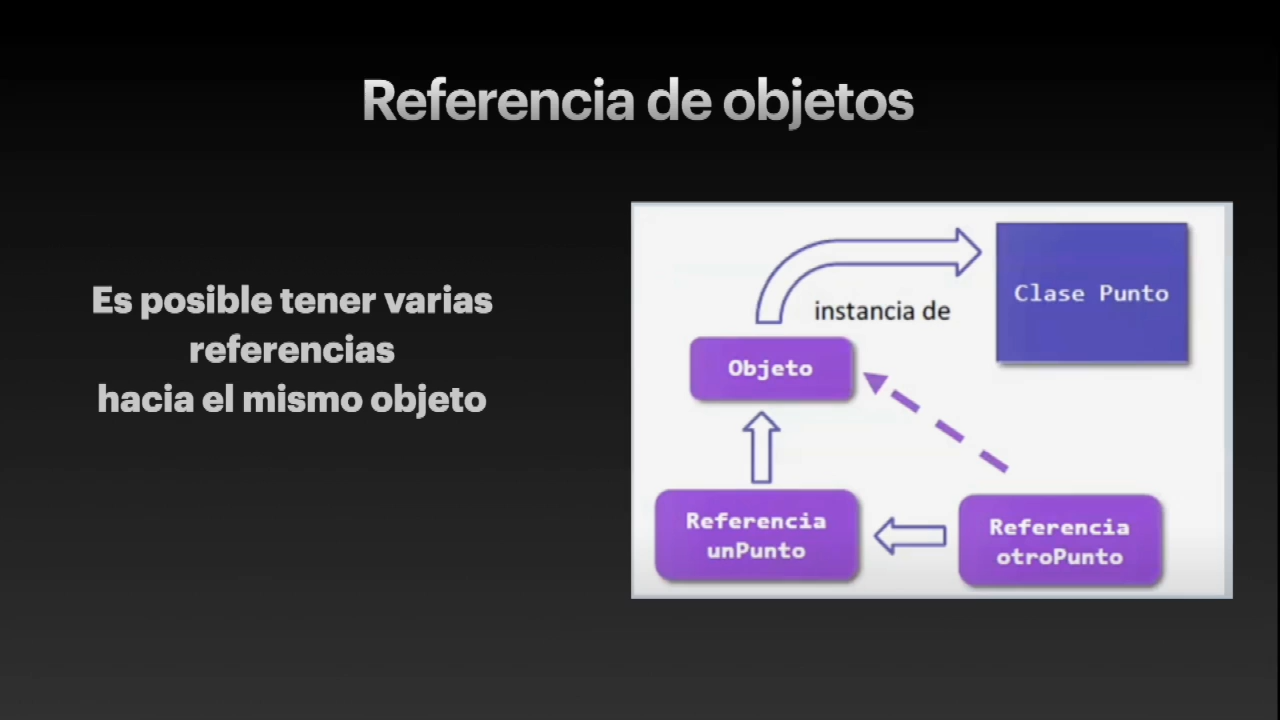 Referencia de objetos
Es posible tener varias
referencias
hacia el mismo objeto
instancia de
Clase Punto
Objeto
Referencia
unPunto
Referencia
otroPunto